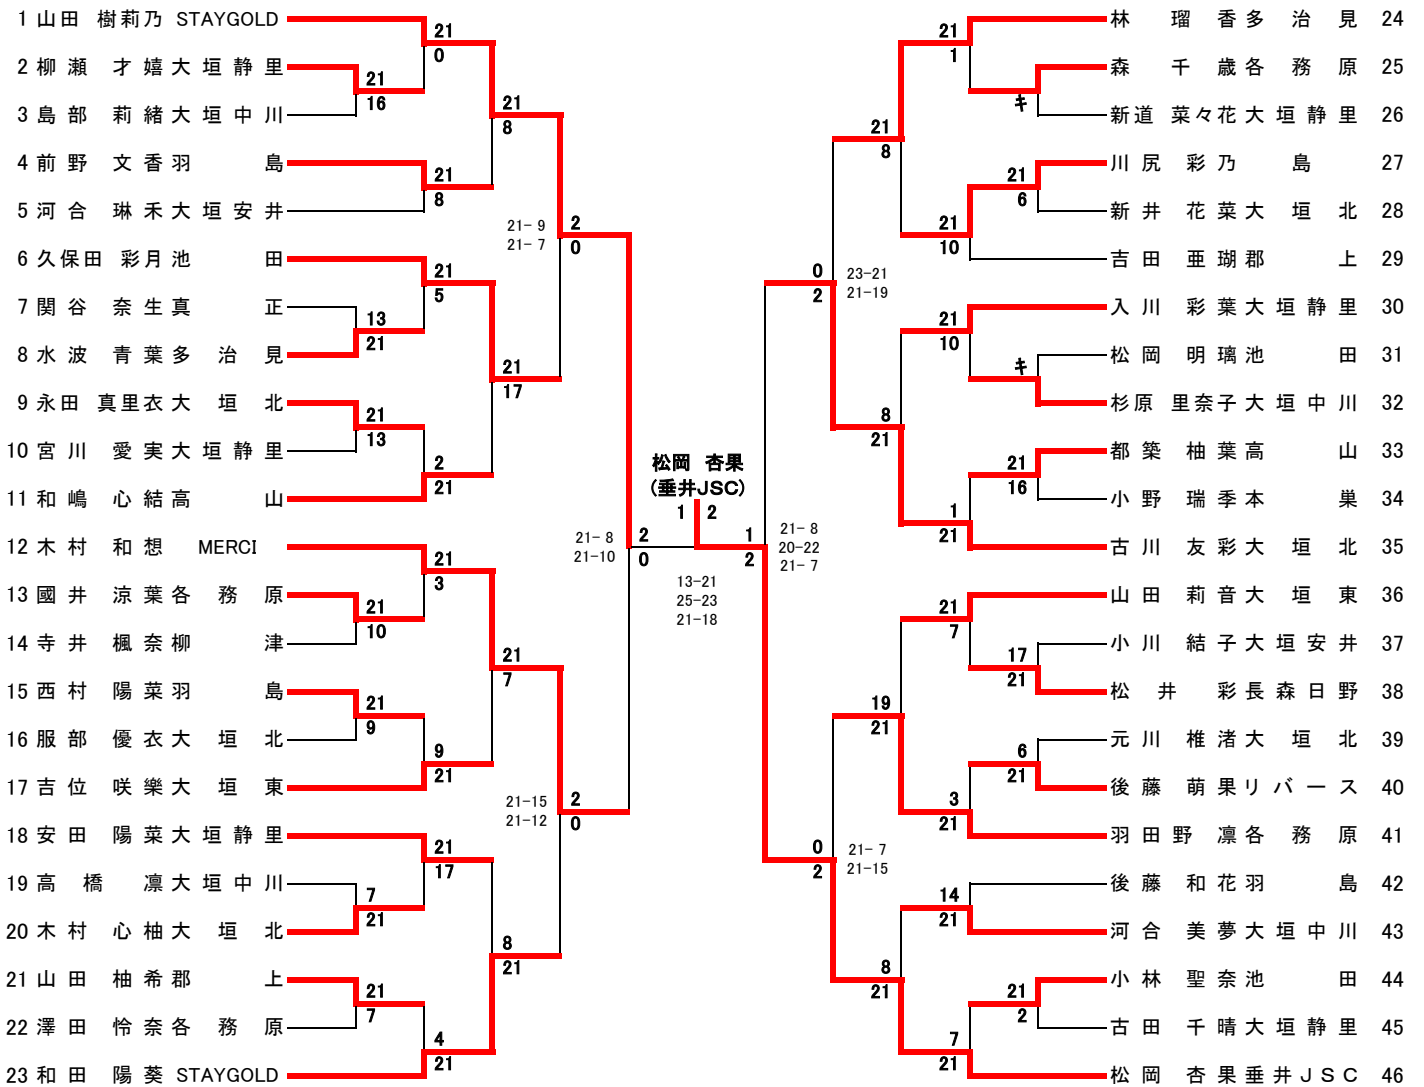 1 山田 樹莉乃 STAYGOLD
2 柳瀬 才嬉 大垣静里
3 島部 莉緒 大垣中川
4 前野 文香 羽島
5 河合 琳禾 大垣安井
6 久保田 彩月 池田
7 関谷 奈生 真正
8 水波 青葉 多治見
9 永田 真里衣 大垣北
10 宮川 愛実 大垣静里
11 和嶋 心結 高山
12 木村 和想 MERCI
13 國井 涼葉 各務原
14 寺井 楓奈 柳津
15 西村 陽菜 羽島
16 服部 優衣 大垣北
17 吉位 咲樂 大垣東
18 安田 陽菜 大垣静里
19 高橋 凛 大垣中川
20 木村 心柚 大垣北
21 山田 柚希 郡上
22 澤田 怜奈 各務原
23 和田 陽葵 STAYGOLD
21
16
13
21
21
13
21
10
21
9
7
21
21
7
21
0
21
8
21
5
2
21
21
3
9
21
21
17
4
21
21
8
21
17
21
7
8
21
21- 9
21- 7
2
0
21-15
21-12
2
0
21- 8
21-10
2
0
松岡 杏果
(垂井JSC)
1 2
13-21
25-23
21-18
1
2
21- 8
20-22
21- 7
0
2
23-21
21-19
0
2
21- 7
21-15
21
8
8
21
19
21
8
21
21
1
21
10
21
10
1
21
21
7
3
21
14
21
7
21
キ
21
6
キ
21
16
17
21
6
21
21
2
林 瑠香 多治見 24
森 千歳 各務原 25
新道 菜々花 大垣静里 26
川尻 彩乃 島 27
新井 花菜 大垣北 28
吉田 亜瑚 郡上 29
入川 彩葉 大垣静里 30
松岡 明璃 池田 31
杉原 里奈子 大垣中川 32
都築 柚葉 高山 33
小野 瑞季 本巣 34
古川 友彩 大垣北 35
山田 莉音 大垣東 36
小川 結子 大垣安井 37
松井 彩 長森日野 38
元川 椎渚 大垣北 39
後藤 萌果 リバース 40
羽田野 凛 各務原 41
後藤 和花 羽島 42
河合 美夢 大垣中川 43
小林 聖奈 池田 44
古田 千晴 大垣静里 45
松岡 杏果 垂井JSC 46